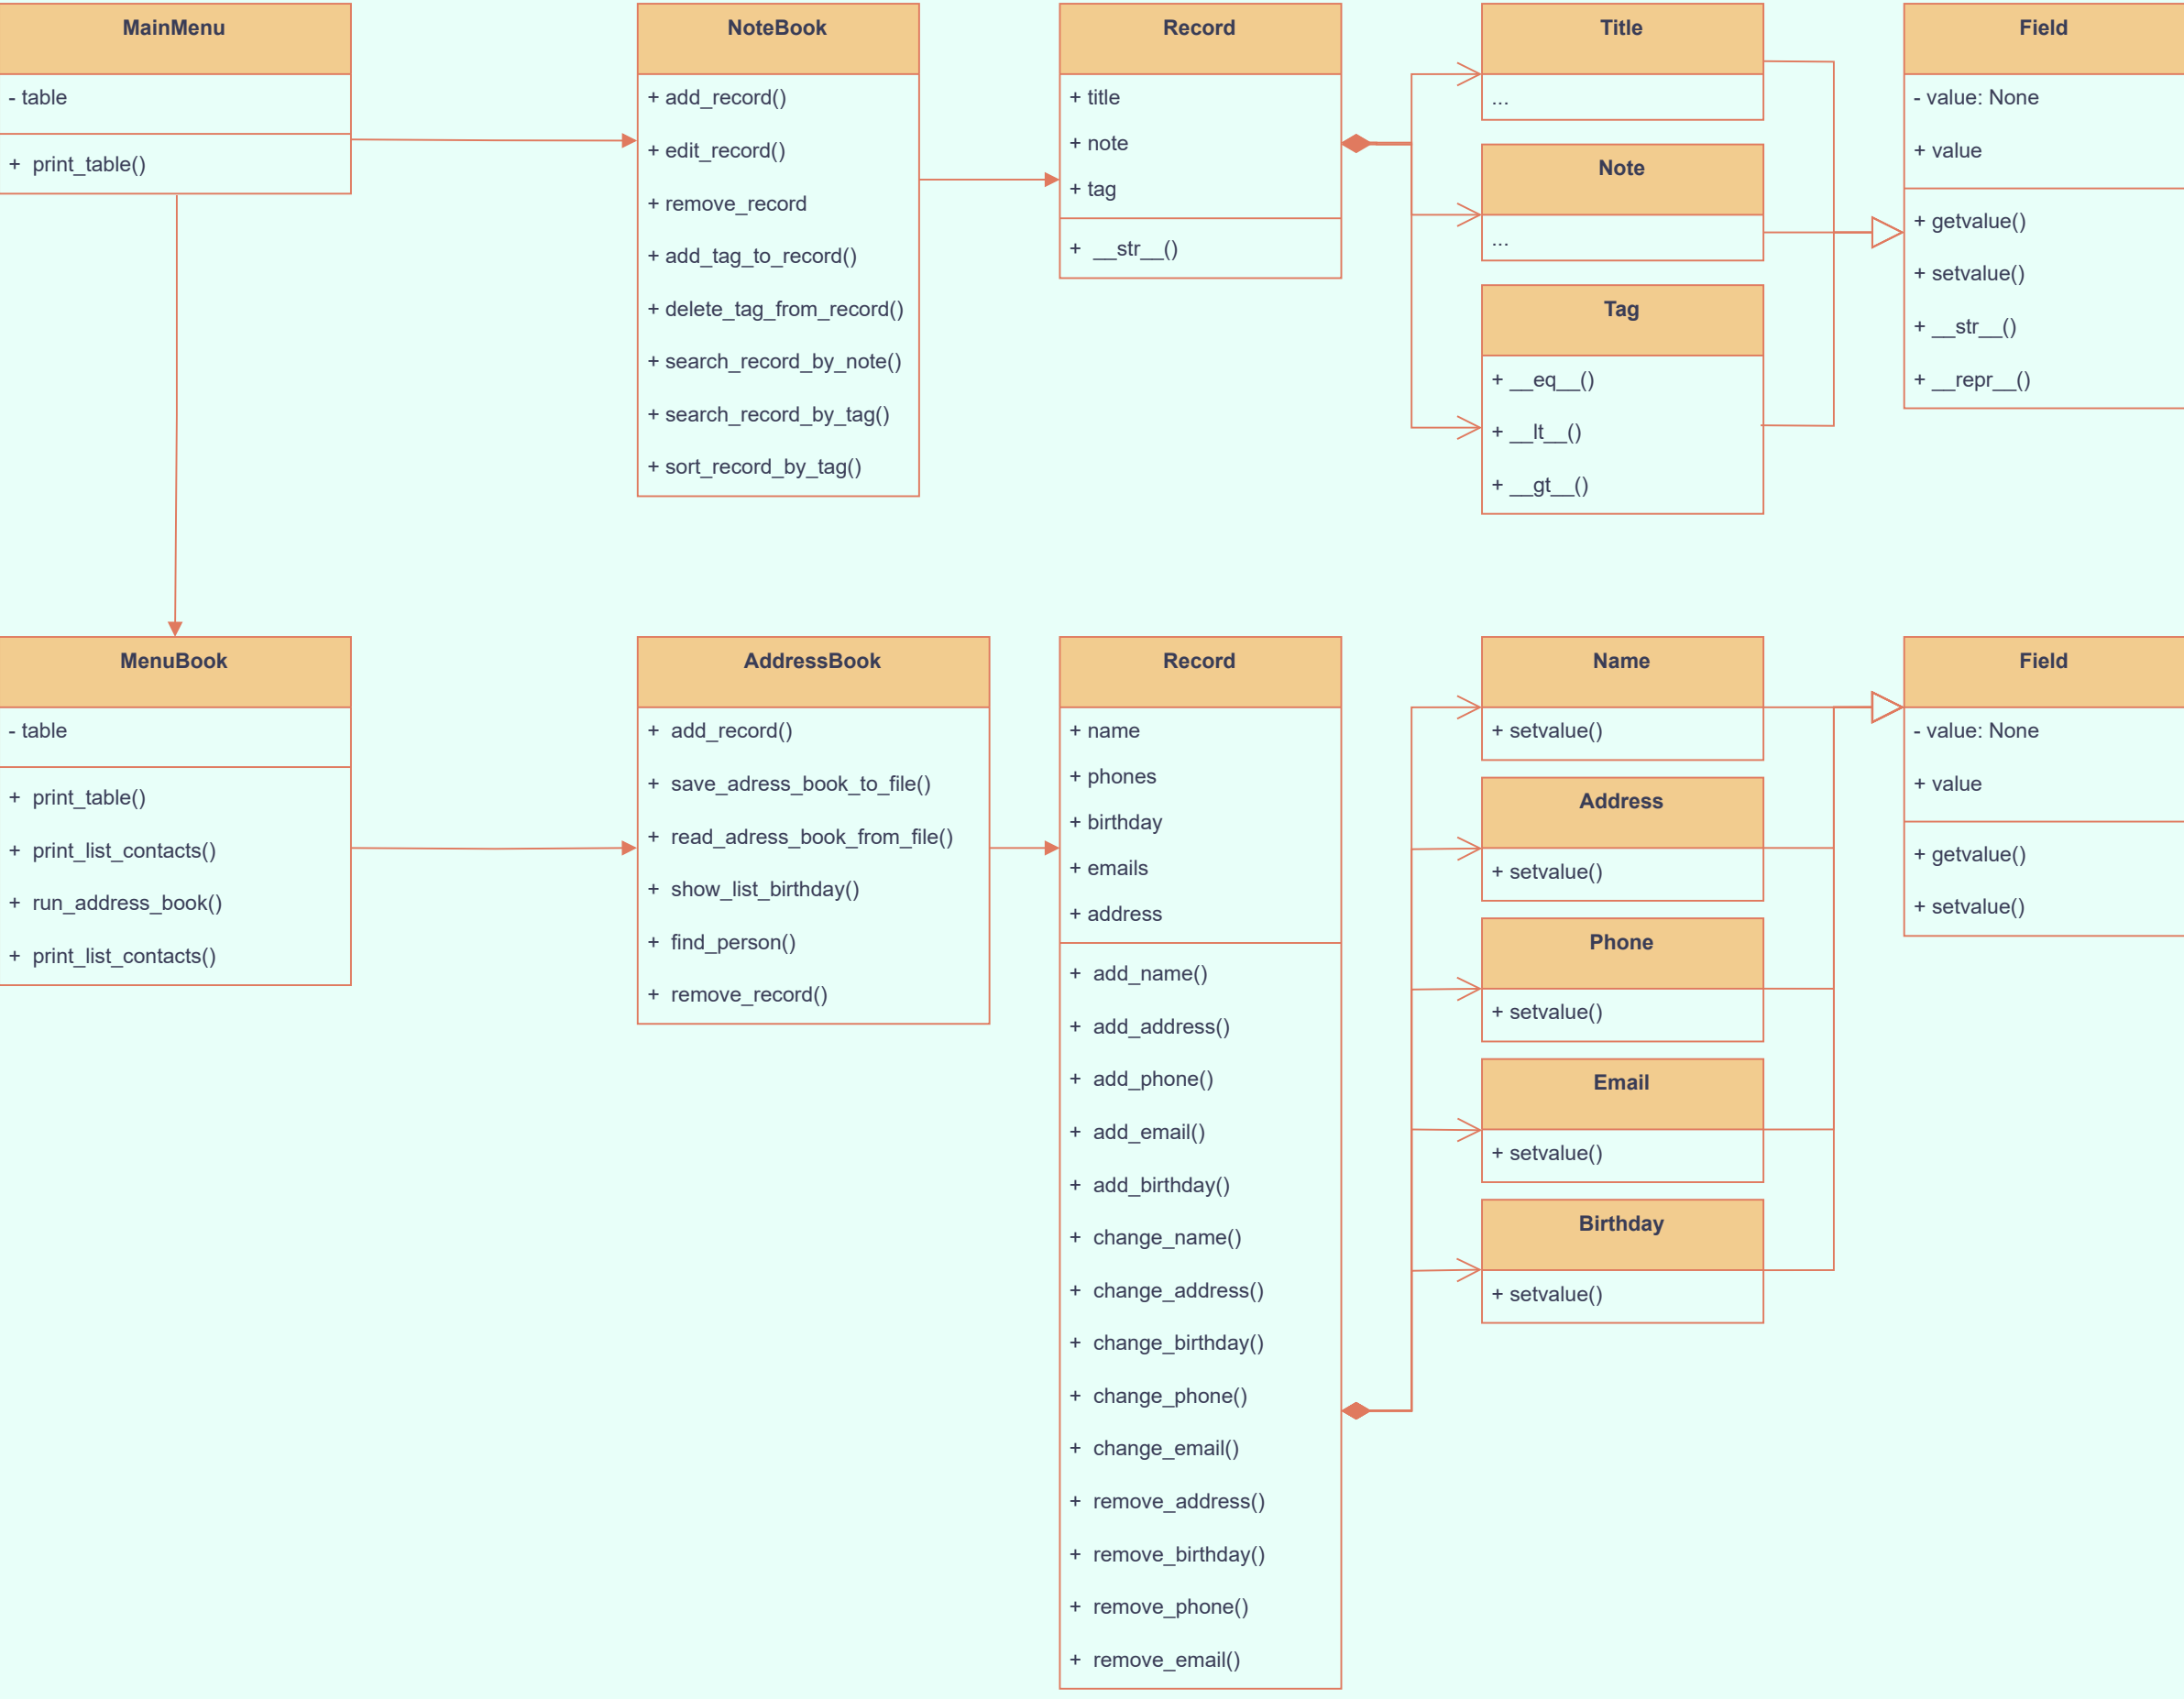 MainMenu
- table
+ print_table()
NoteBook
+ add_record()
+ edit_record()
+ remove_record
+ add_tag_to_record()
+ delete_tag_from_record()
+ search_record_by_note()
+ search_record_by_tag()
+ sort_record_by_tag()
Record
+ title
+ note
+ tag
+ __str__()
Title
...
Note
...
Tag
+ __eq__()
+ __lt__()
+ __gt__()
Field
- value: None
+ value
+ getvalue()
+ setvalue()
+ __str__()
+ __repr__()
MenuBook
- table
+ print_table()
+ print_list_contacts()
+ run_address_book()
+ print_list_contacts()
AddressBook
+ add_record()
+ save_adress_book_to_file()
+ read_adress_book_from_file()
+ show_list_birthday()
+ find_person()
+ remove_record()
Record
+ name
+ phones
+ birthday
+ emails
+ address
+ add_name()
+ add_address()
+ add_phone()
+ add_email()
+ add_birthday()
+ change_name()
+ change_address()
+ change_birthday()
+ change_phone()
+ change_email()
+ remove_address()
+ remove_birthday()
+ remove_phone()
+ remove_email()
Name
+ setvalue()
Address
+ setvalue()
Phone
+ setvalue()
Email
+ setvalue()
Birthday
+ setvalue()
Field
- value: None
+ value
+ getvalue()
+ setvalue()